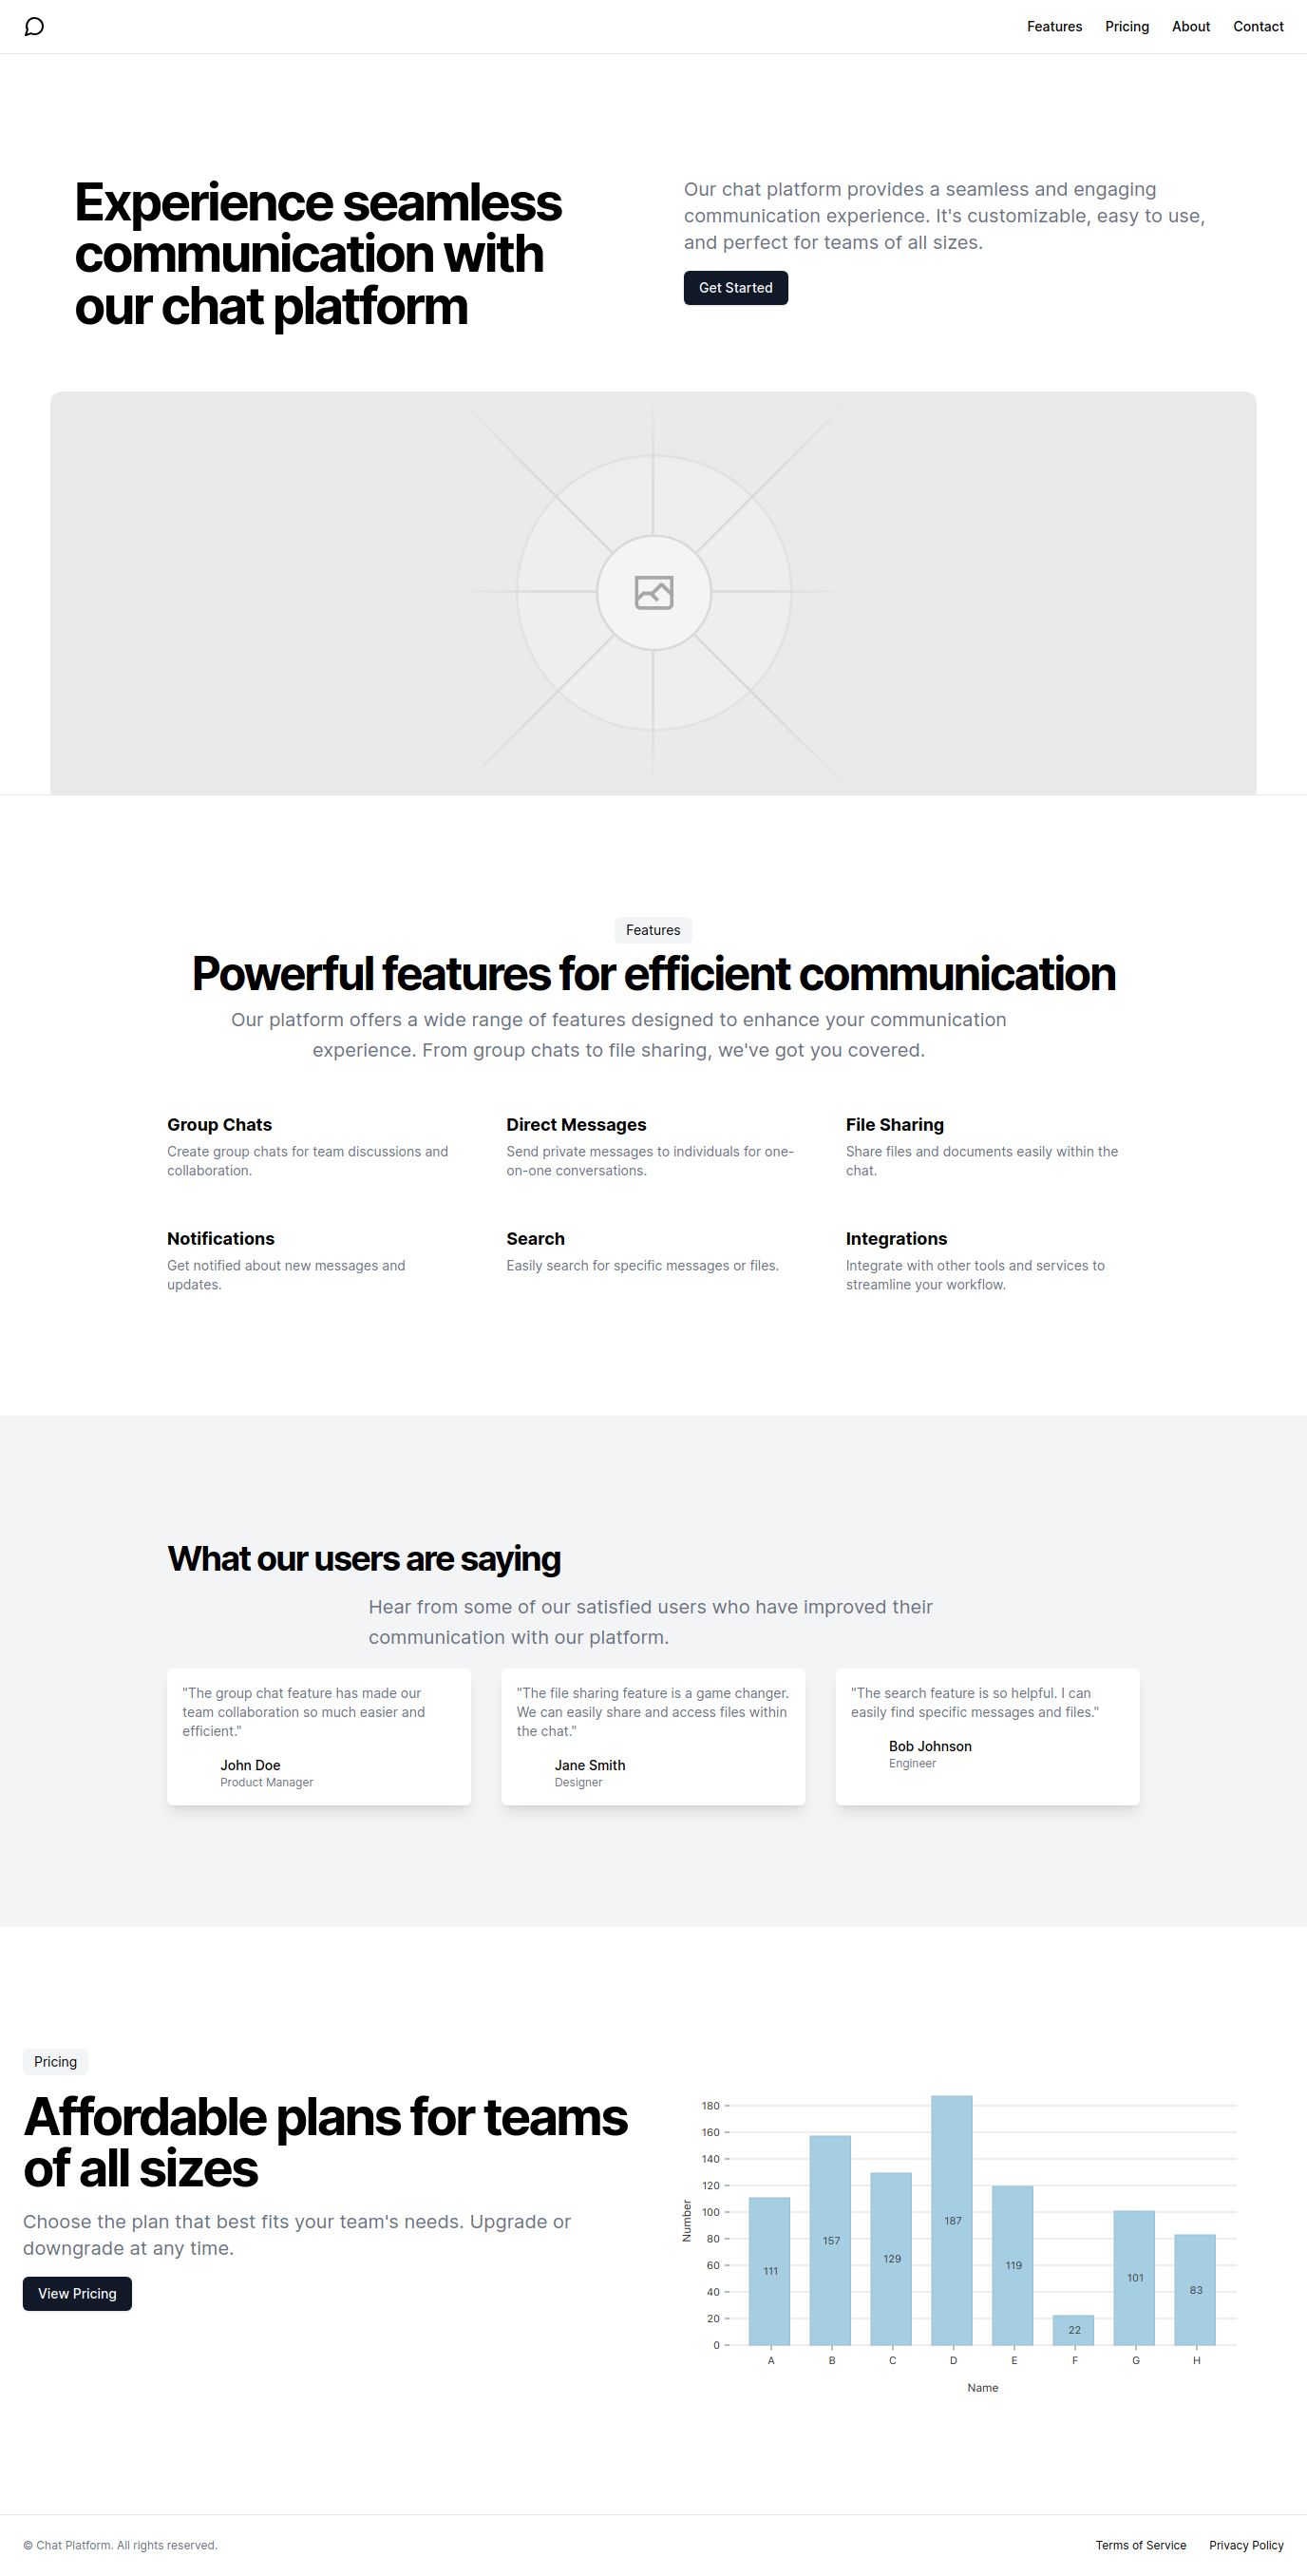 Features
Pricing
About
Contact
Experience seamless
communication with
our chat platform
Our chat platform provides a seamless and engaging
communication experience. It's customizable, easy to use,
and perfect for teams of all sizes.
Get Started
Features
Powerful features for efficient communication
Our platform offers a wide range of features designed to enhance your communication
experience. From group chats to file sharing, we've got you covered.
Group Chats
Create group chats for team discussions and
collaboration.
Direct Messages
Send private messages to individuals for one-
on-one conversations.
File Sharing
Share files and documents easily within the
chat.
Notifications
Get notified about new messages and
updates.
Search
Easily search for specific messages or files.
Integrations
Integrate with other tools and services to
streamline your workflow.
What our users are saying
Hear from some of our satisfied users who have improved their
communication with our platform.
"The group chat feature has made our
team collaboration so much easier and
efficient."
John Doe
Product Manager
"The file sharing feature is a game changer.
We can easily share and access files within
the chat."
Jane Smith
Designer
"The search feature is so helpful. I can
easily find specific messages and files."
Bob Johnson
Engineer
Pricing
Affordable plans for teams
of all sizes
Choose the plan that best fits your team's needs. Upgrade or
downgrade at any time.
View Pricing
Number
180
160
140
120
100
80
60
40
20
0
111
157
129
187
119
22
101
83
A
B
C
D
E
F
G
H
Name
© Chat Platform. All rights reserved.
Terms of Service
Privacy Policy